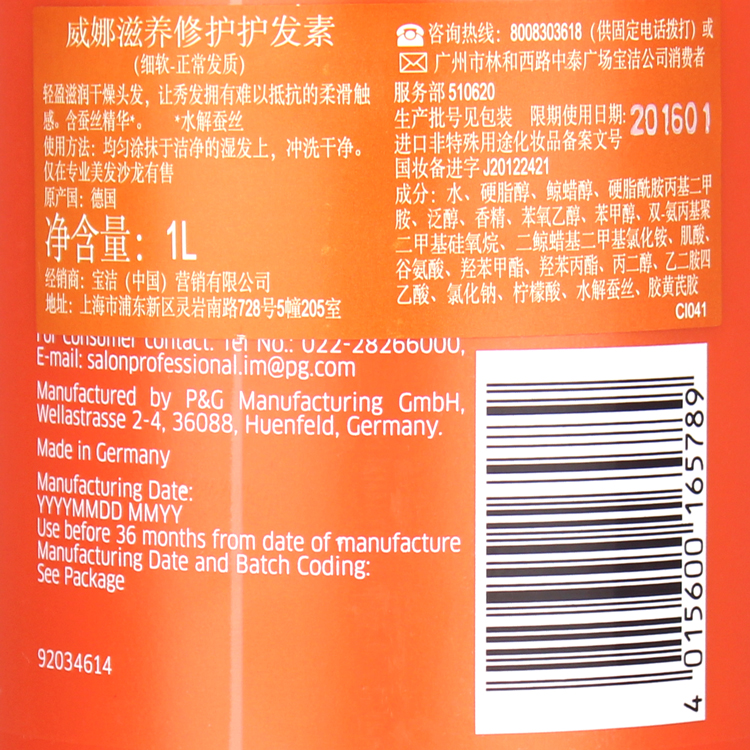 威娜滋养修护护发素
(细软-正常发质)
轻盈滋润干燥头发，让秀发拥有难以抵抗的柔滑触
感。含蚕丝精华*。 *水解蚕丝
使用方法：均匀涂抹于洁净的湿发上，冲洗干净。
仅在专业美发沙龙有售
原产国：德国
净含量：1L
经销商：宝洁（中国）营销有限公司
地址：上海市浦东新区灵岩南路728号5幢205室
咨询热线：8008303618（供固定电话拨打）或
广州市林和西路中泰广场宝洁公司消费者
服务部 510620
生产批号见包装 限期使用日期:
201601
进口非特殊用途化妆品备案文号
国妆备进字J20122421
成分：水、硬脂醇、鲸蜡醇、硬脂酰胺丙基二甲
胺、泛醇、香精、苯氧乙醇、苯甲醇、双-氨丙基聚
二甲基硅氧烷、二鲸蜡基二甲基氯化铵、肌酸、
谷氨酸、羟苯甲酯、羟苯丙酯、丙二醇、乙二胺四
乙酸、氯化钠、柠檬酸、水解蚕丝、胶黄芪胶
CI041
For consumer contact: Tel No.: 022-28266000,
E-mail: salonprofessional.im@pg.com
Manufactured by P&G Manufacturing GmbH,
Wellastrasse 2-4, 36088, Huenfeld, Germany.
Made in Germany
Manufacturing Date:
YYYYMMDD MMYY
Use before 36 months from date of manufacture
Manufacturing Date and Batch Coding:
See Package
92034614
4 015600 165789